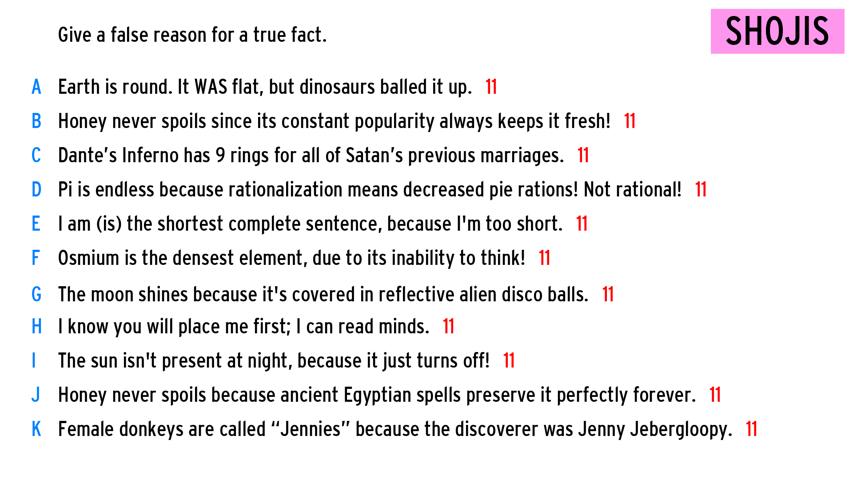 Give a false reason for a true fact.
SHOJIS
A Earth is round. It WAS flat, but dinosaurs balled it up. 11
B Honey never spoils since its constant popularity always keeps it fresh! 11
C Dante's Inferno has 9 rings for all of Satan's previous marriages. 11
D Pi is endless because rationalization means decreased pie rations! Not rational! 11
E I am (is) the shortest complete sentence, because I'm too short. 11
F Osmium is the densest element, due to its inability to think! 11
G The moon shines because it's covered in reflective alien disco balls. 11
H I know you will place me first; I can read minds. 11
I The sun isn't present at night, because it just turns off! 11
J Honey never spoils because ancient Egyptian spells preserve it perfectly forever. 11
K Female donkeys are called “Jennies” because the discoverer was Jenny Jebergloopy. 11